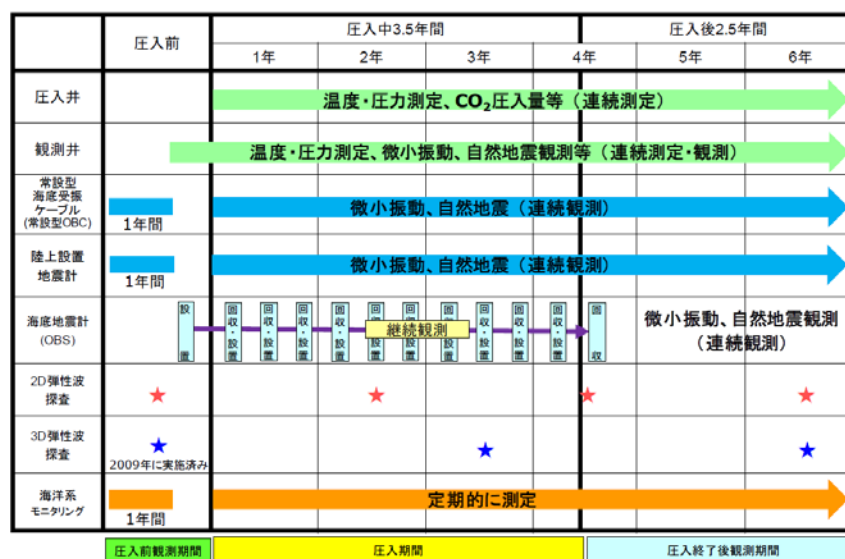 圧入前
圧入中3.5年間
圧入後2.5年間
1年
2年
3年
4年
5年
6年
圧入井
温度・圧力測定、CO₂圧入量等（連続測定）
観測井
温度・圧力測定、微小振動、自然地震観測等（連続測定・観測）
常設型
海底受振
ケーブル
(常設型OBC)
1年間
微小振動、自然地震（連続観測）
陸上設置
地震計
1年間
微小振動、自然地震（連続観測）
海底地震計
(OBS)
設置
回収・設置
回収・設置
回収・設置
回収・設置
回収・設置
回収・設置
回収・設置
回収・設置
回収・設置
回収・設置
回収
継続観測
微小振動、自然地震観測
（連続観測）
2D弾性波
探査
3D弾性波
探査
2009年に実施済み
海洋系
モニタリング
1年間
定期的に測定
圧入前観測期間
圧入期間
圧入終了後観測期間